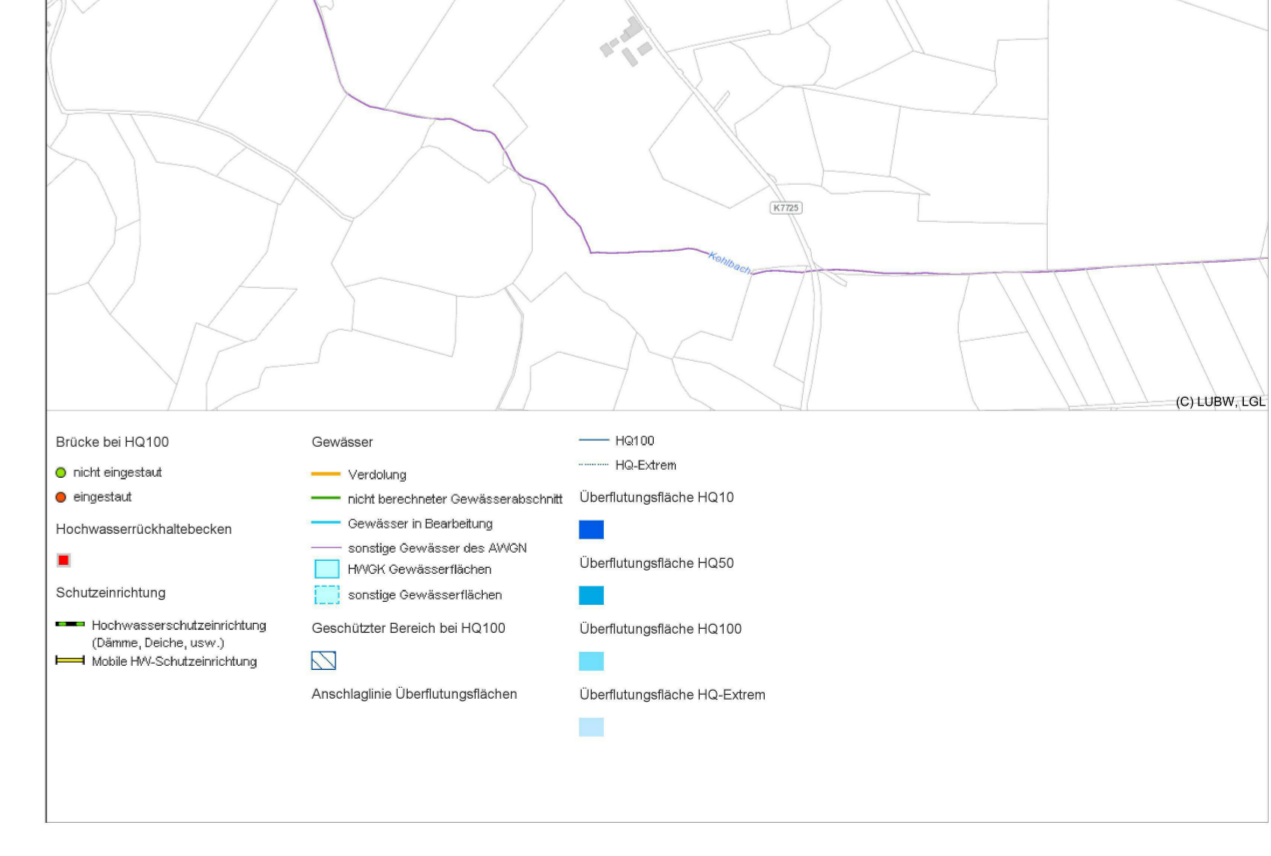 K7725
Kohlbach
(C) LUBW, LGL
Brücke bei HQ100
nicht eingestaut
eingestaut
Hochwasserrückhaltebecken
Schutzeinrichtung
Hochwasserschutzeinrichtung
(Dämme, Deiche, usw.)
Mobile HW-Schutzeinrichtung
Gewässer
Verdolung
nicht berechneter Gewässerabschnitt
Gewässer in Bearbeitung
sonstige Gewässer des AWGN
HWGK Gewässerflächen
sonstige Gewässerflächen
Geschützter Bereich bei HQ100
Anschlaglinie Überflutungsflächen
HQ100
HQ-Extrem
Überflutungsfläche HQ10
Überflutungsfläche HQ50
Überflutungsfläche HQ100
Überflutungsfläche HQ-Extrem